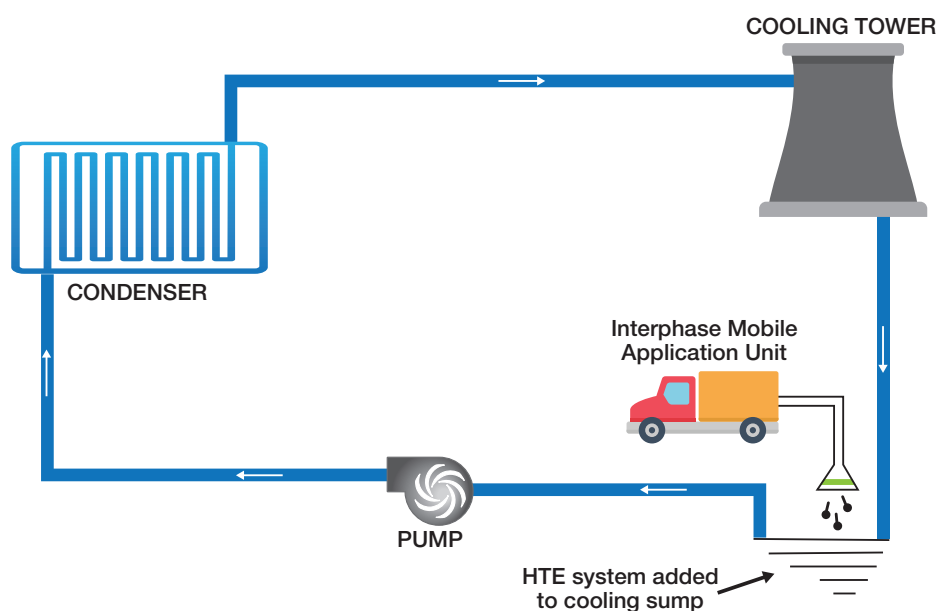 COOLING TOWER
CONDENSER
Interphase Mobile
Application Unit
PUMP
HTE system added
to cooling sump